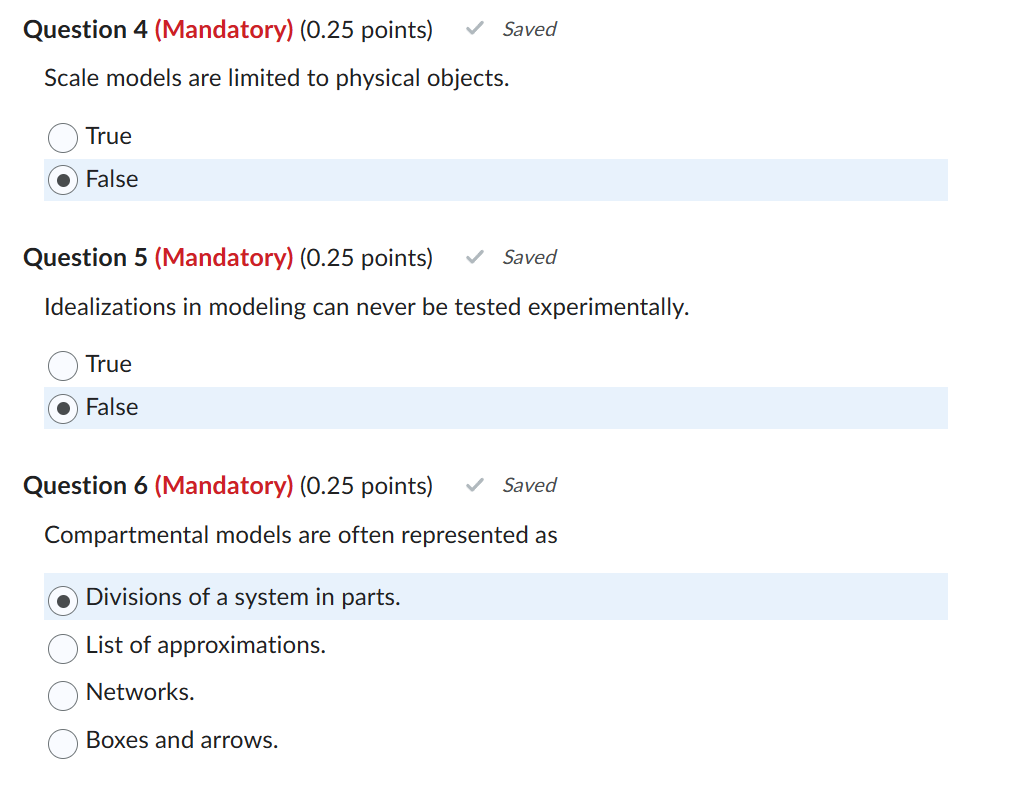 Question 4 (Mandatory) (0.25 points) Saved
Scale models are limited to physical objects.
True
False
Question 5 (Mandatory) (0.25 points) Saved
Idealizations in modeling can never be tested experimentally.
True
False
Question 6 (Mandatory) (0.25 points) Saved
Compartmental models are often represented as
Divisions of a system in parts.
List of approximations.
Networks.
Boxes and arrows.